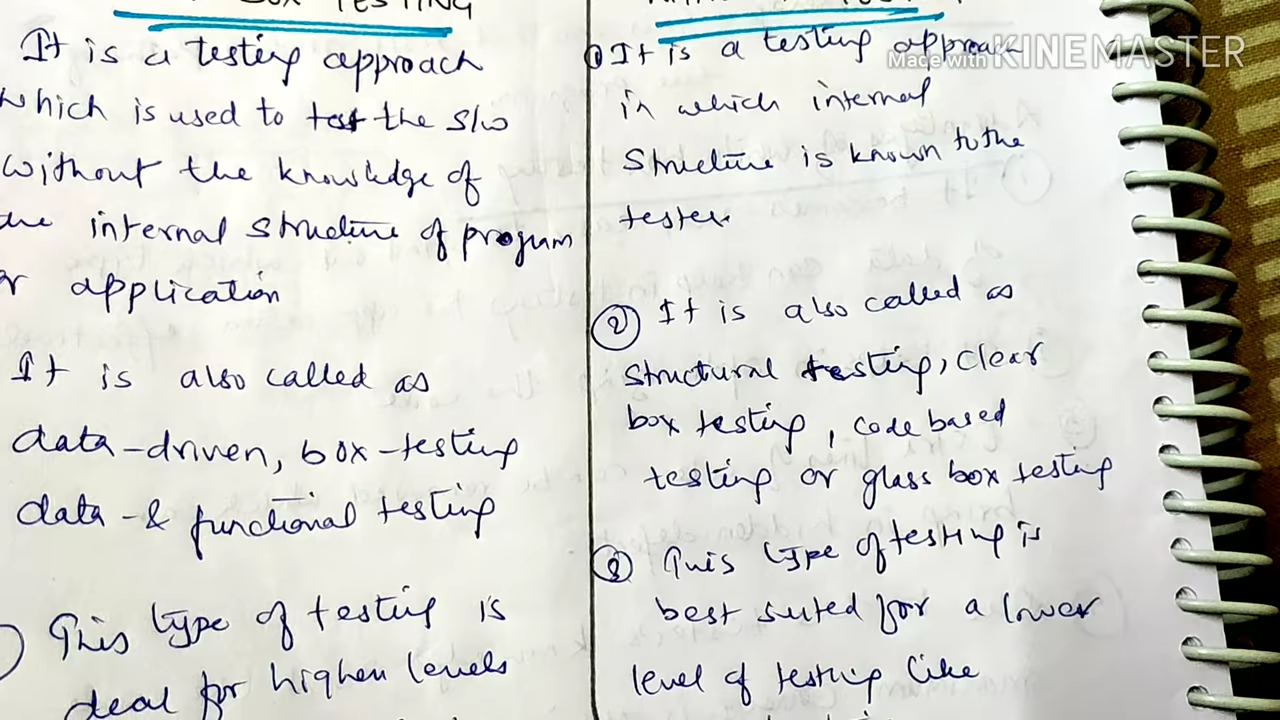 BOX TESTING
It is a testing approach
which is used to test the s/w
without the knowledge of
the internal structure of program
or application
It is also called as
data-driven, box-testing
data-& functional testing
This type of testing is
deal for higher levels
① It is a testing approach
in which internal
Structure is known to the
tester
② It is also called as
structural testing, clear
box testing, code based
testing or glass box testing
③ This type of testing is
best suted for a lower
level of testing like
Made with KINEMASTER